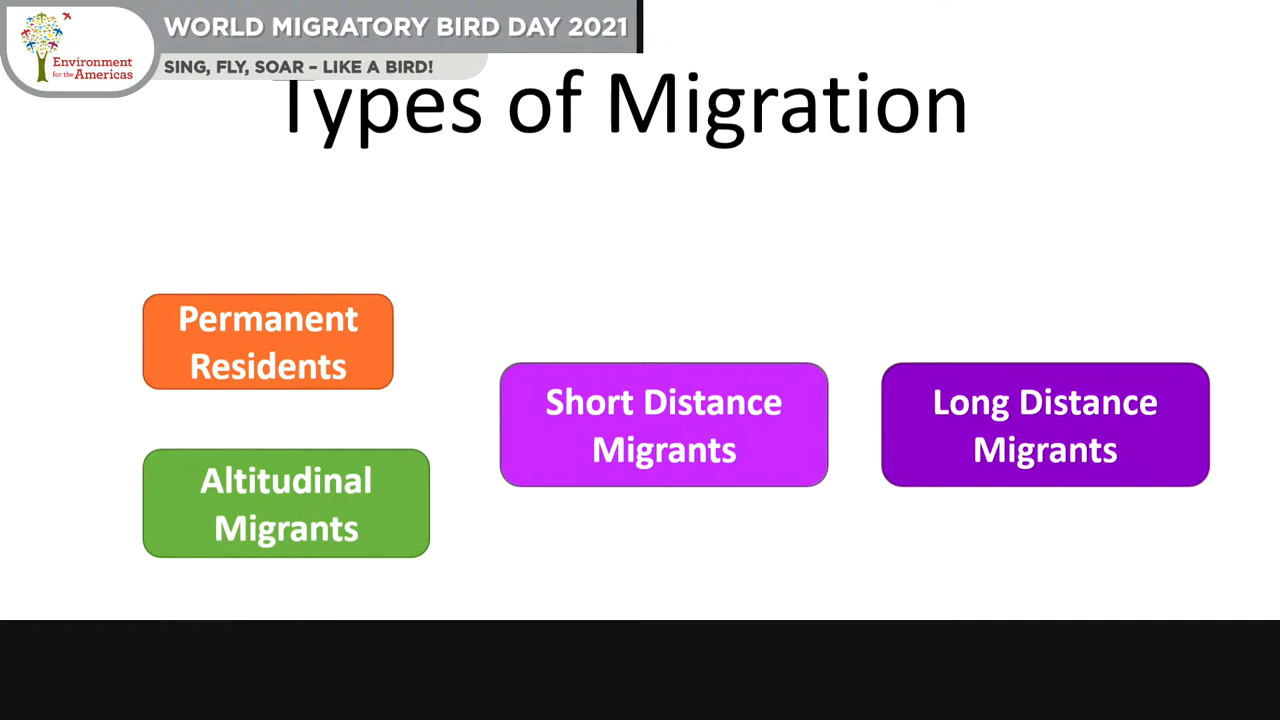 WORLD MIGRATORY BIRD DAY 2021
Environment
for the Americas
SING, FLY, SOAR – LIKE A BIRD!
Types of Migration
Permanent
Residents
Short Distance
Migrants
Long Distance
Migrants
Altitudinal
Migrants